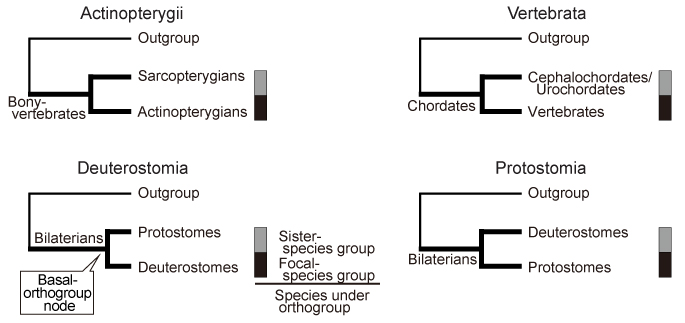 Actinopterygii
Outgroup
Sarcopterygians
Bony-
vertebrates
Actinopterygians
Vertebrata
Outgroup
Cephalochordates/
Urochordates
Chordates
Vertebrates
Deuterostomia
Outgroup
Bilaterians
Protostomes
Deuterostomes
Basal-
orthogroup
node
Sister-
species group
Focal-
species group
Species under
orthogroup
Protostomia
Outgroup
Deuterostomes
Bilaterians
Protostomes